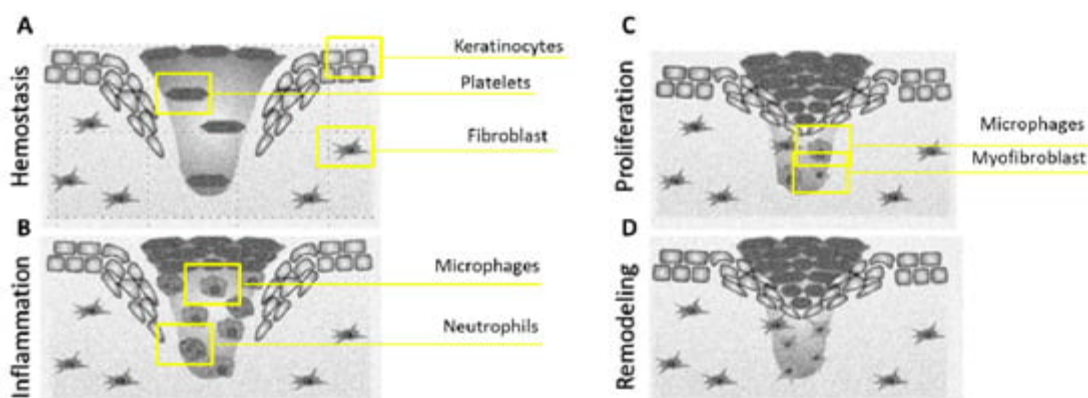 A
Hemostasis
Keratinocytes
Platelets
Fibroblast
B
Inflammation
Microphages
Neutrophils
C
Proliferation
Microphages
Myofibroblast
D
Remodeling